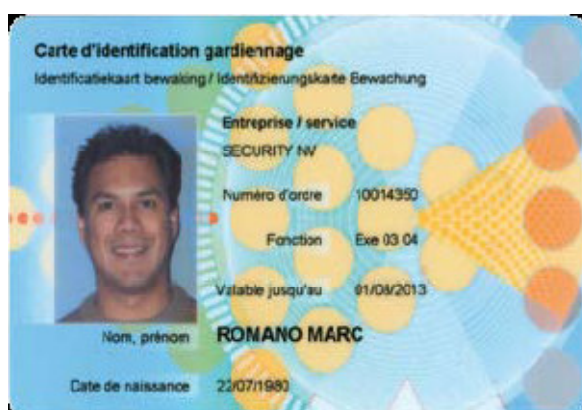 Carte d'identification gardiennage
Identificatiekaart bewaking / Identifizierungskarte Bewachung
Entreprise / service
SECURITY NV
Numéro d'ordre 10014350
Fonction Exe 03 04
Valable jusqu'au 01/08/2013
Nom, prénom ROMANO MARC
Date de naissance 22/07/1980